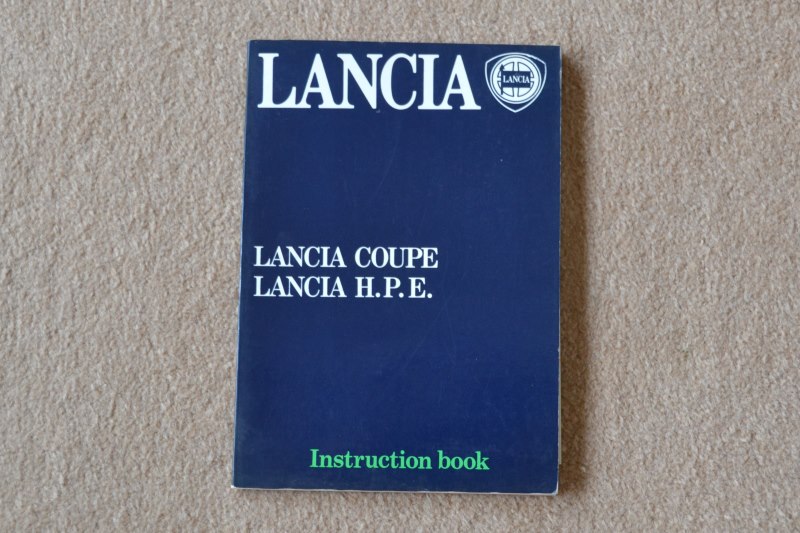 LANCIA
LANCIA
LANCIA COUPE
LANCIA H.P.E.
Instruction book